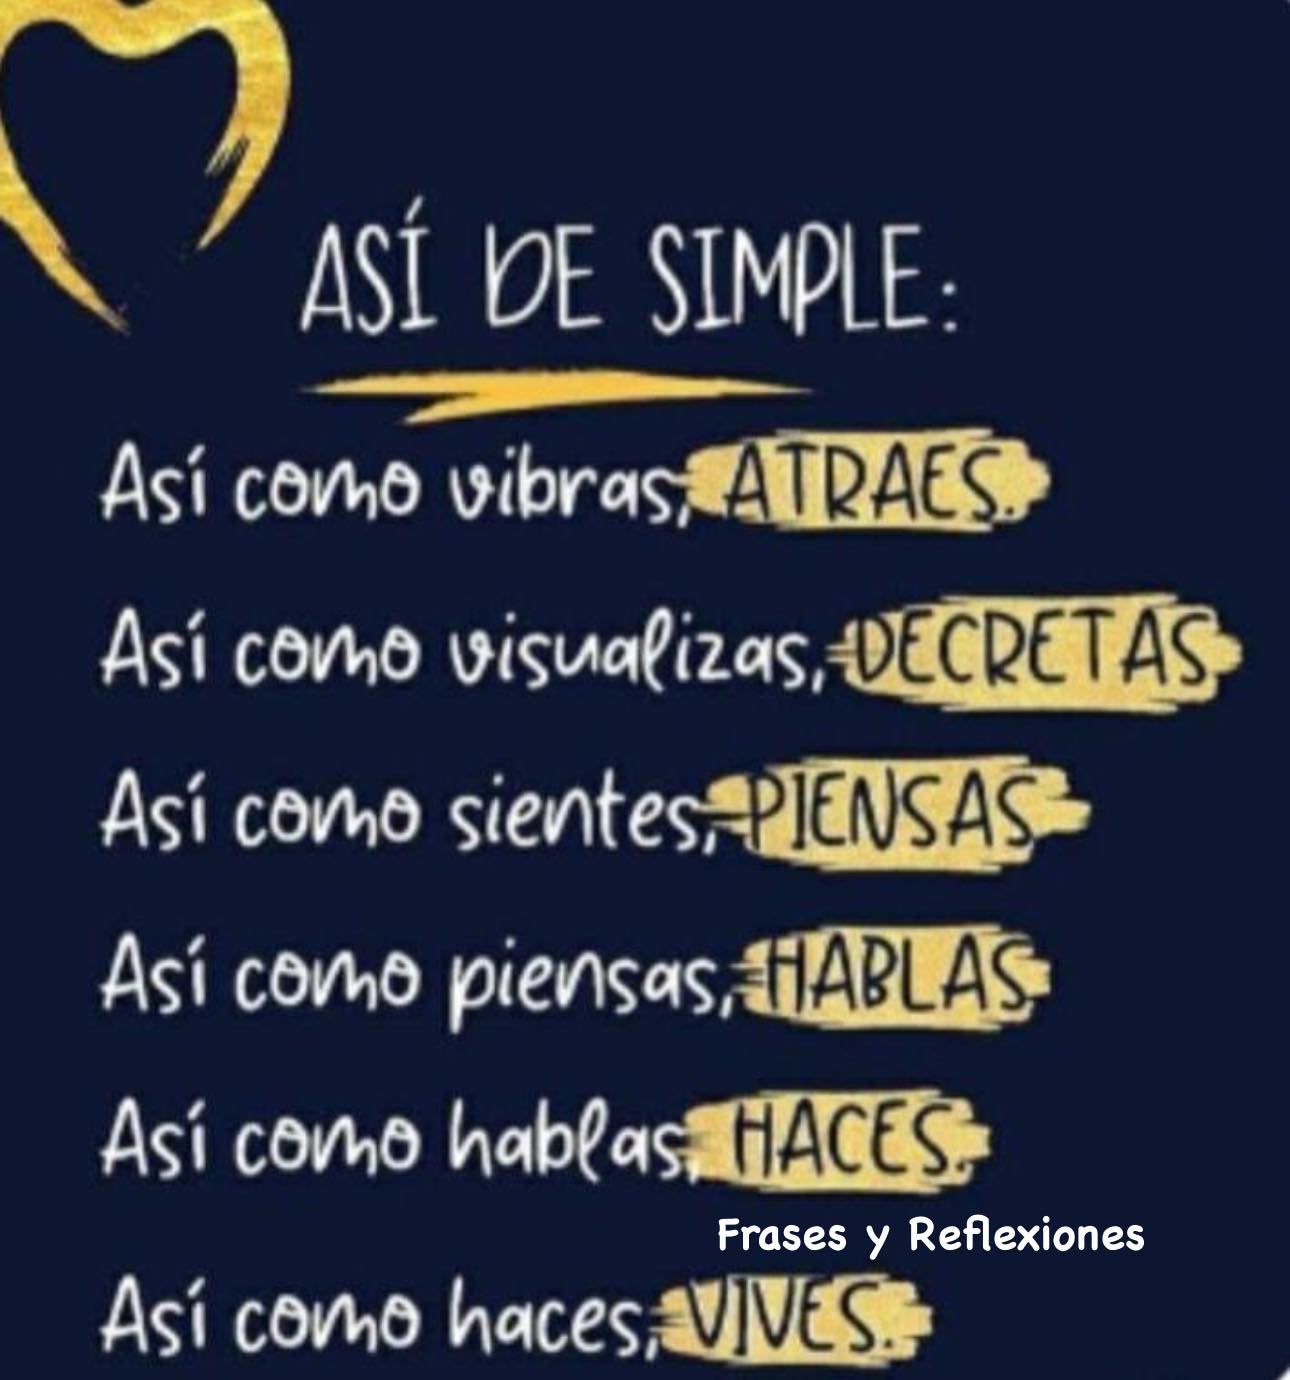 ASÍ DE SIMPLE:
Así como vibras, ATRAES.
Así como visualizas, DECRETAS
Así como sientes, PIENSAS
Así como piensas, HABLAS
Así como hablas, HACES.
Frases y Reflexiones
Así como haces, VIVES.